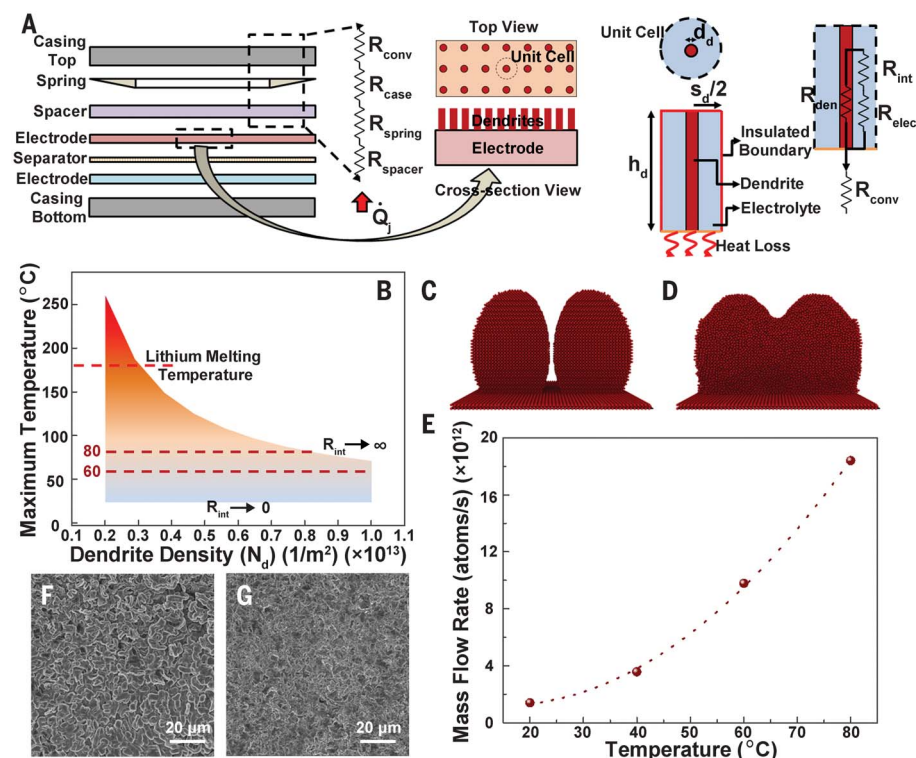 A
Casing
Top
Spring
Spacer
Electrode
Separator
Electrode
Casing
Bottom
R_conv
R_case
R_spring
R_spacer
Q̇_j
Top View
Unit Cell
Dendrites
Electrode
Cross-section View
Unit Cell
d_d
s_d/2
h_d
Insulated
Boundary
Dendrite
Electrolyte
Heat Loss
R_int
R_den
R_elec
R_conv
B
Maximum Temperature (°C)
250
200
150
100
80
60
50
0
Lithium Melting
Temperature
R_int → ∞
R_int → 0
0.1 0.2 0.3 0.4 0.5 0.6 0.7 0.8 0.9 1.0 1.1
Dendrite Density (N_d) (1/m²) (×10¹³)
C
D
E
Mass Flow Rate (atoms/s) (×10¹²)
20
16
12
8
4
0
20 30 40 50 60 70 80
Temperature (°C)
F
20 µm
G
20 µm